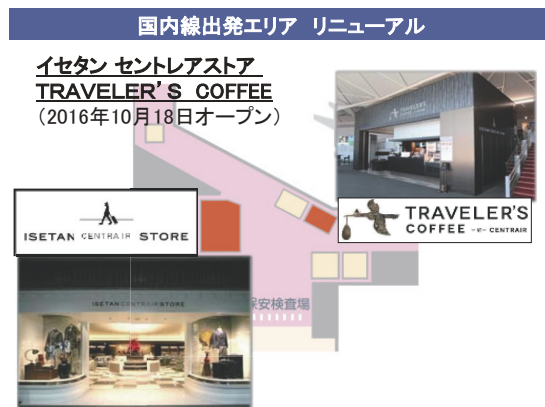 国内線出発エリア　リニューアル
イセタン セントレアストア
TRAVELER'S COFFEE
（2016年10月18日オープン）
TRAVELER'S
ISETAN CENTRAIR STORE
TRAVELER'S
COFFEE
CENTRAIR
ISETAN CENTRAIR STORE
保安検査場